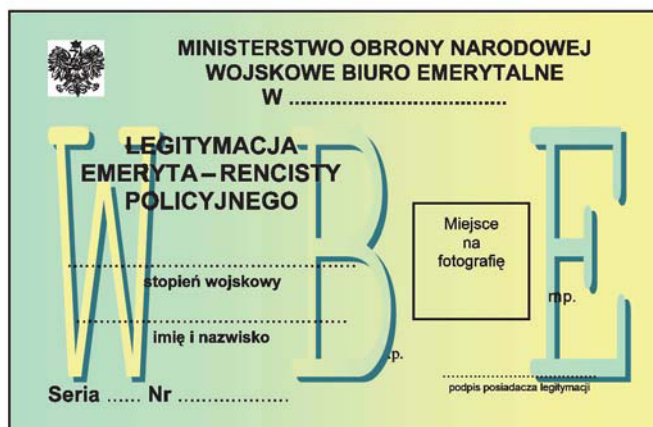 MINISTERSTWO OBRONY NARODOWEJ
WOJSKOWE BIURO EMERYTALNE
W ...................................
LEGITYMACJA
EMERYTA–RENCISTY
POLICYJNEGO
W B E
Miejsce
na
fotografię
stopień wojskowy
mp.
imię i nazwisko
.p.
Seria ...... Nr ..................
podpis posiadacza legitymacji